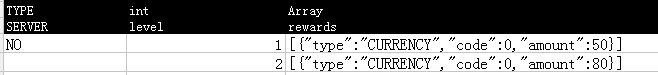 TYPE int Array
SERVER level rewards
NO 1 [{"type":"CURRENCY","code":0,"amount":50}]
2 [{"type":"CURRENCY","code":0,"amount":80}]